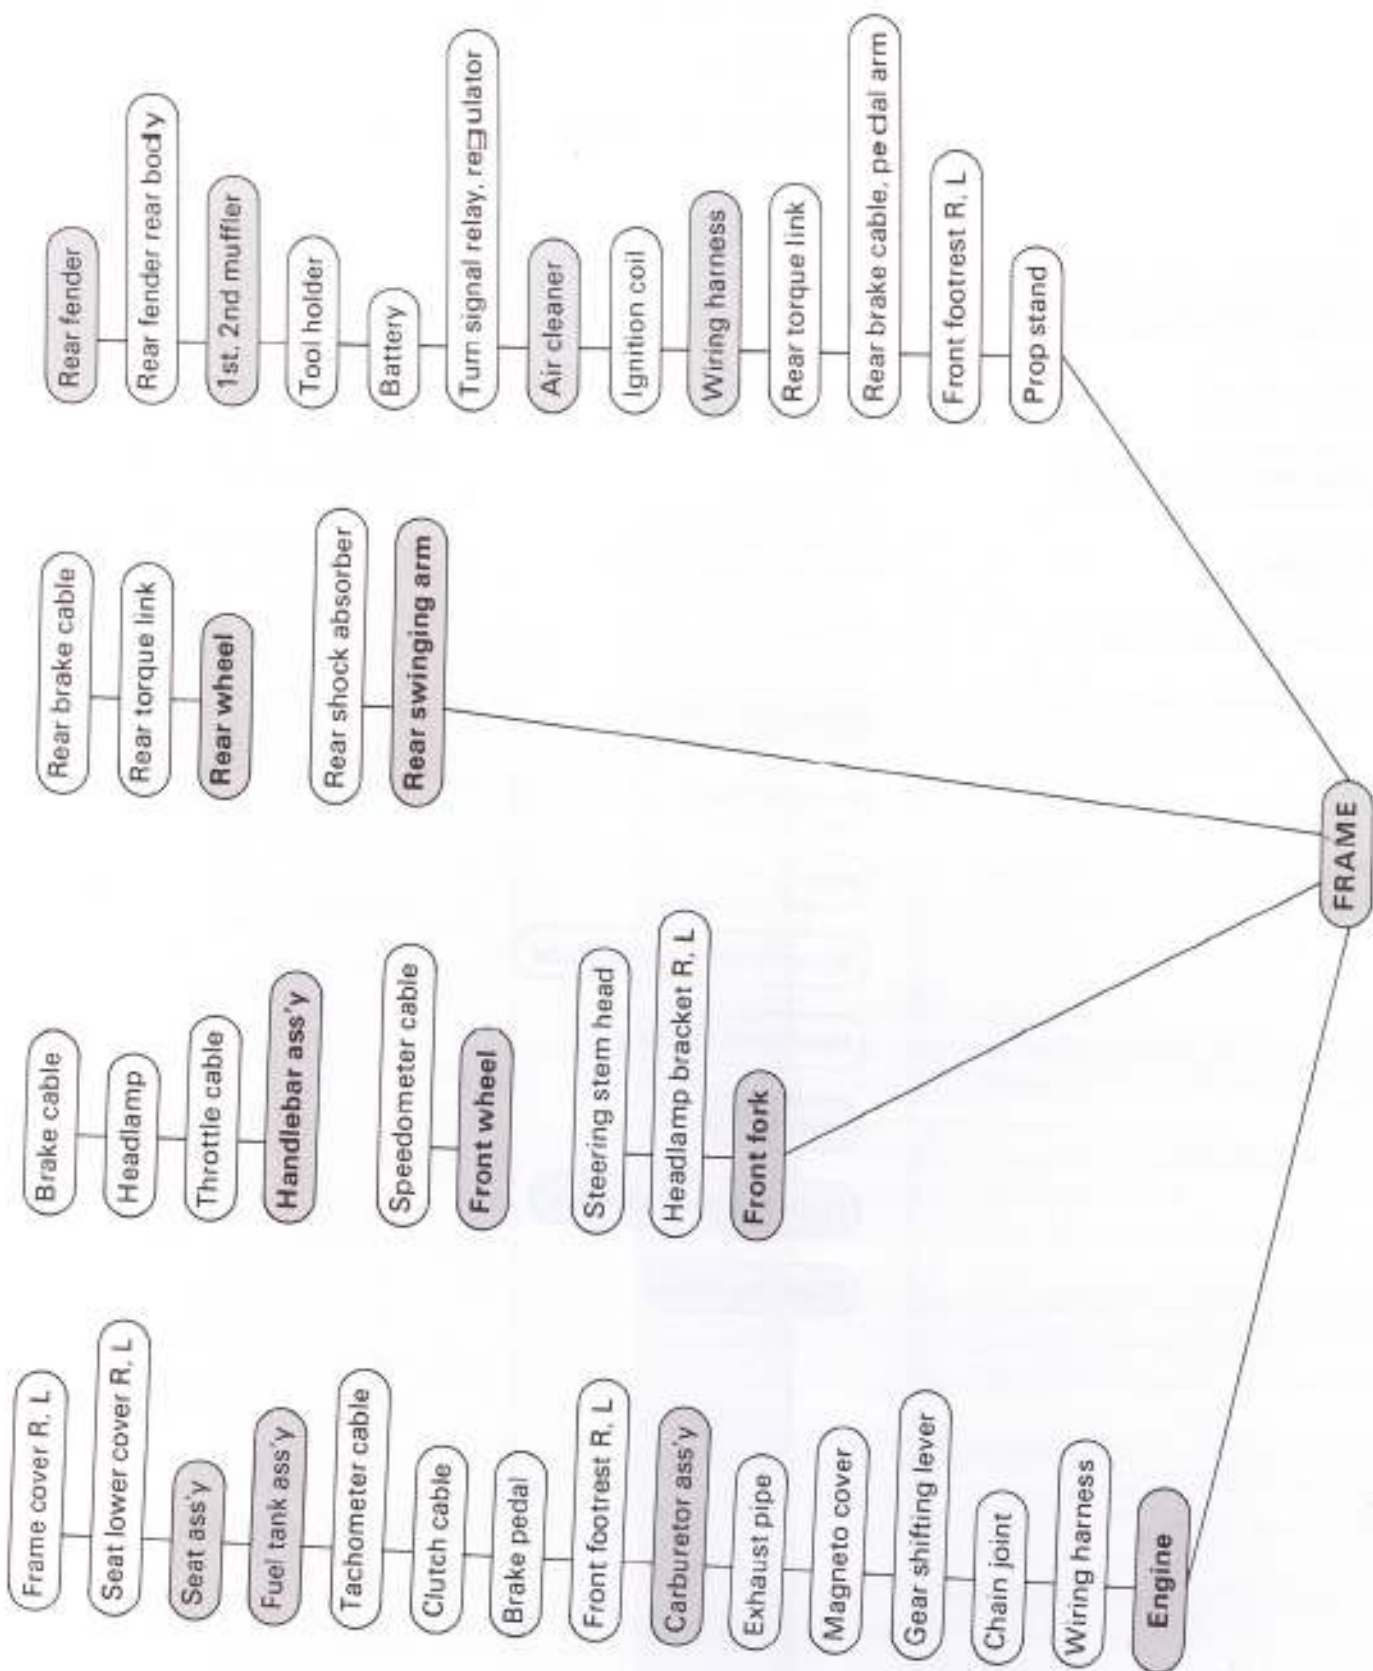 Frame cover R, L
Seat lower cover R, L
Seat ass'y
Fuel tank ass'y
Tachometer cable
Clutch cable
Brake pedal
Front footrest R, L
Carburetor ass'y
Exhaust pipe
Magneto cover
Gear shifting lever
Chain joint
Wiring harness
Engine
Brake cable
Headlamp
Throttle cable
Handlebar ass'y
Speedometer cable
Front wheel
Steering stem head
Headlamp bracket R, L
Front fork
Rear brake cable
Rear torque link
Rear wheel
Rear shock absorber
Rear swinging arm
Rear fender
Rear fender rear body
1st, 2nd muffler
Tool holder
Battery
Turn signal relay, regulator
Air cleaner
Ignition coil
Wiring harness
Rear torque link
Rear brake cable, pedal arm
Front footrest R, L
Prop stand
FRAME